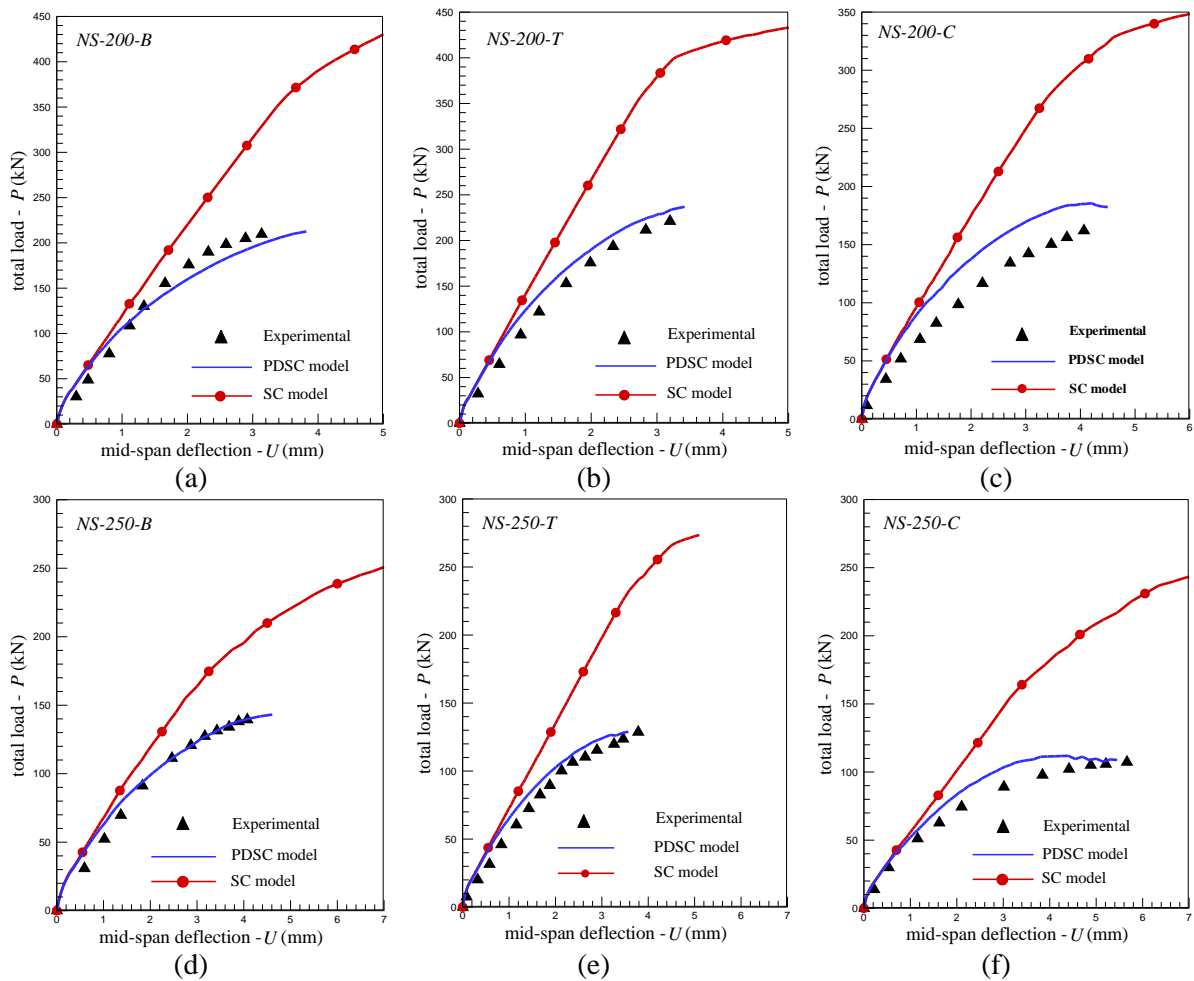 NS-200-B
total load - P (kN)
450
400
350
300
250
200
150
100
50
0
Experimental
PDSC model
SC model
0 1 2 3 4 5
mid-span deflection - U (mm)
(a)
NS-200-T
total load - P (kN)
450
400
350
300
250
200
150
100
50
0
Experimental
PDSC model
SC model
0 1 2 3 4 5
mid-span deflection - U (mm)
(b)
NS-200-C
total load - P (kN)
350
300
250
200
150
100
50
0
Experimental
PDSC model
SC model
0 1 2 3 4 5 6
mid-span deflection - U (mm)
(c)
NS-250-B
total load - P (kN)
300
250
200
150
100
50
0
Experimental
PDSC model
SC model
0 1 2 3 4 5 6 7
mid-span deflection - U (mm)
(d)
NS-250-T
total load - P (kN)
300
250
200
150
100
50
0
Experimental
PDSC model
SC model
0 1 2 3 4 5 6 7
mid-span deflection - U (mm)
(e)
NS-250-C
total load - P (kN)
300
250
200
150
100
50
0
Experimental
PDSC model
SC model
0 1 2 3 4 5 6 7
mid-span deflection - U (mm)
(f)